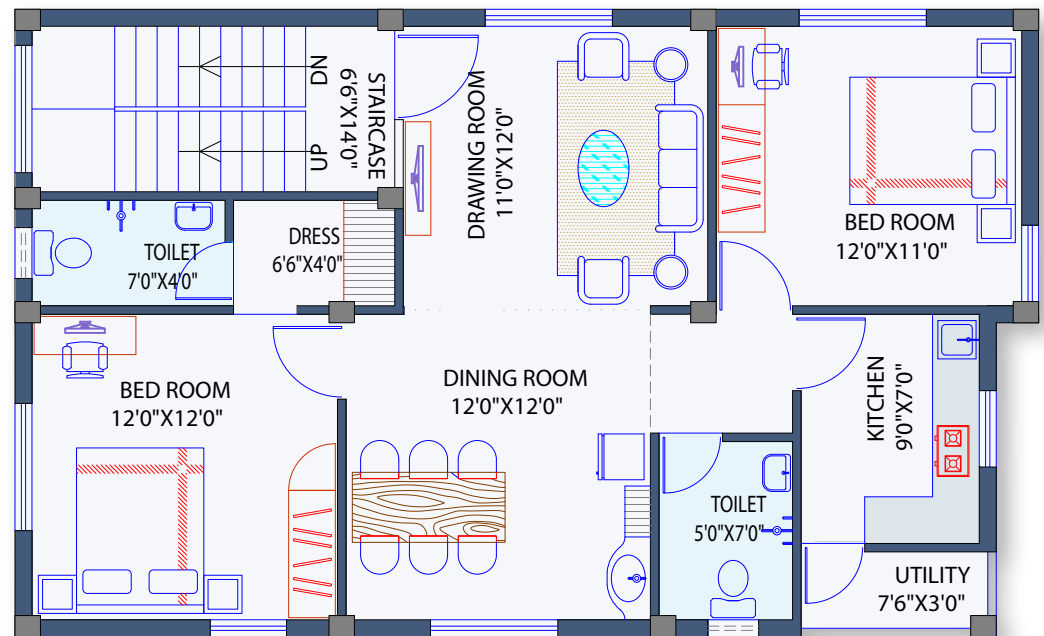 DN
UP
STAIRCASE
6'6"X14'0"
DRAWING ROOM
11'0"X12'0"
BED ROOM
12'0"X11'0"
TOILET
7'0"X4'0"
DRESS
6'6"X4'0"
BED ROOM
12'0"X12'0"
DINING ROOM
12'0"X12'0"
KITCHEN
9'0"X7'0"
TOILET
5'0"X7'0"
UTILITY
7'6"X3'0"